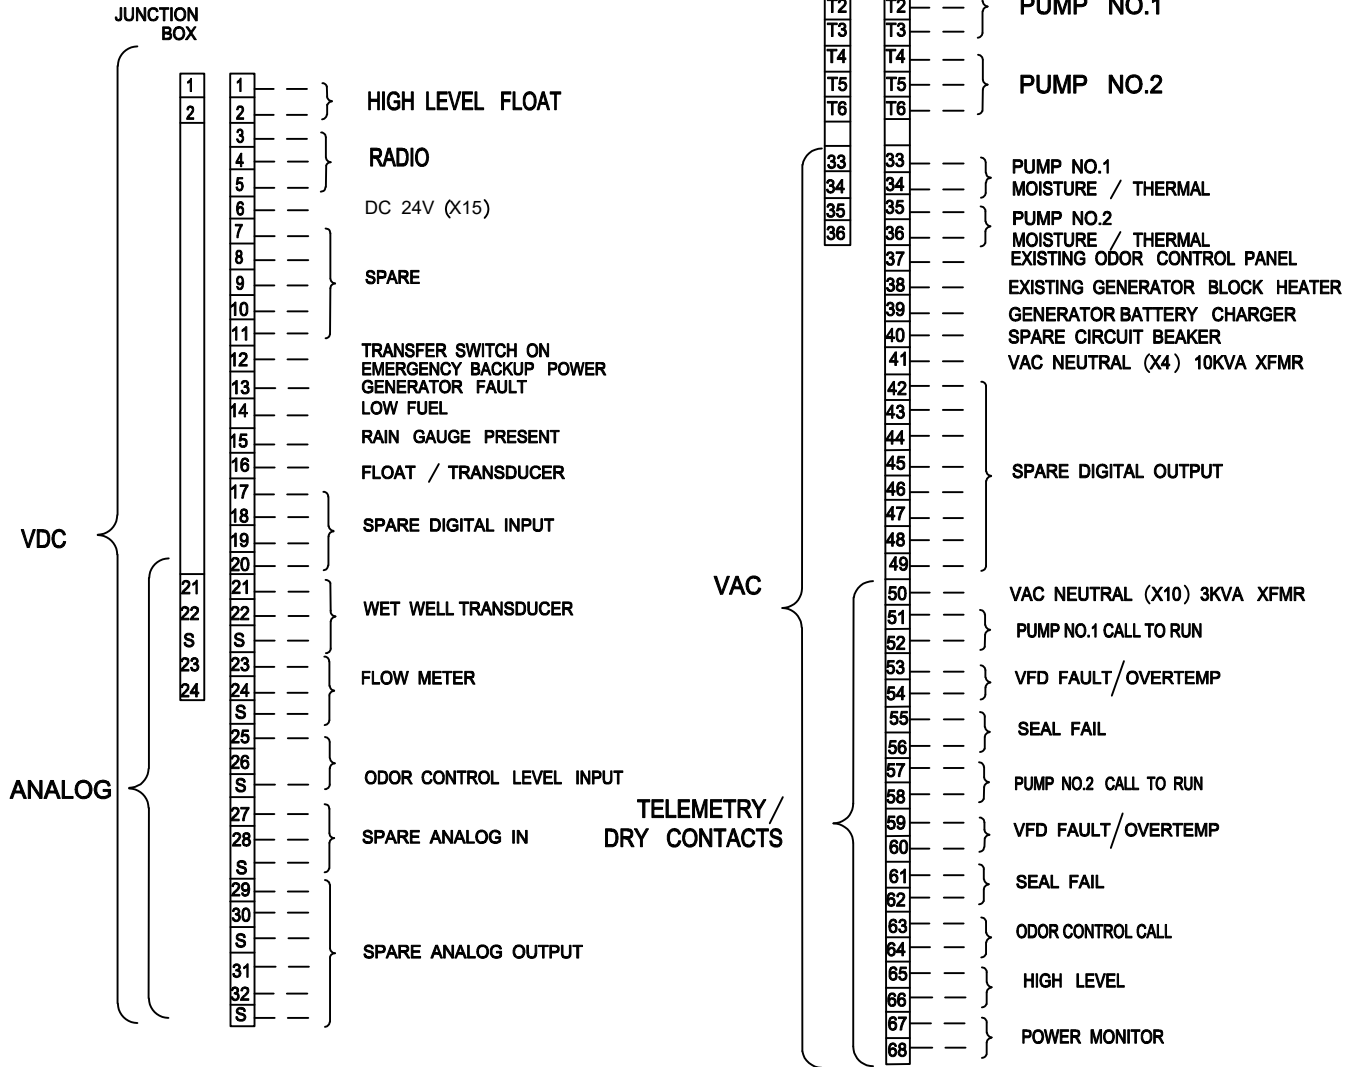 JUNCTION
BOX
VDC
ANALOG
1
2
21
22
S
23
24
1
2
HIGH LEVEL FLOAT
3
4
5
RADIO
6
DC 24V (X15)
7
8
9
10
11
SPARE
12
TRANSFER SWITCH ON
EMERGENCY BACKUP POWER
13
GENERATOR FAULT
14
LOW FUEL
15
RAIN GAUGE PRESENT
16
FLOAT / TRANSDUCER
17
18
19
20
SPARE DIGITAL INPUT
21
22
S
WET WELL TRANSDUCER
23
24
S
FLOW METER
25
26
S
ODOR CONTROL LEVEL INPUT
27
28
S
SPARE ANALOG IN
29
30
S
31
32
S
SPARE ANALOG OUTPUT
VAC
TELEMETRY/
DRY CONTACTS
T2
T3
T4
T5
T6
33
34
35
36
T2
T3
PUMP NO.1
T4
T5
T6
PUMP NO.2
33
34
PUMP NO.1
MOISTURE / THERMAL
35
36
PUMP NO.2
MOISTURE / THERMAL
37
EXISTING ODOR CONTROL PANEL
38
EXISTING GENERATOR BLOCK HEATER
39
GENERATOR BATTERY CHARGER
40
SPARE CIRCUIT BEAKER
41
VAC NEUTRAL (X4) 10KVA XFMR
42
43
44
45
46
47
48
49
SPARE DIGITAL OUTPUT
50
VAC NEUTRAL (X10) 3KVA XFMR
51
52
PUMP NO.1 CALL TO RUN
53
54
VFD FAULT/OVERTEMP
55
56
SEAL FAIL
57
58
PUMP NO.2 CALL TO RUN
59
60
VFD FAULT/OVERTEMP
61
62
SEAL FAIL
63
64
ODOR CONTROL CALL
65
66
HIGH LEVEL
67
68
POWER MONITOR